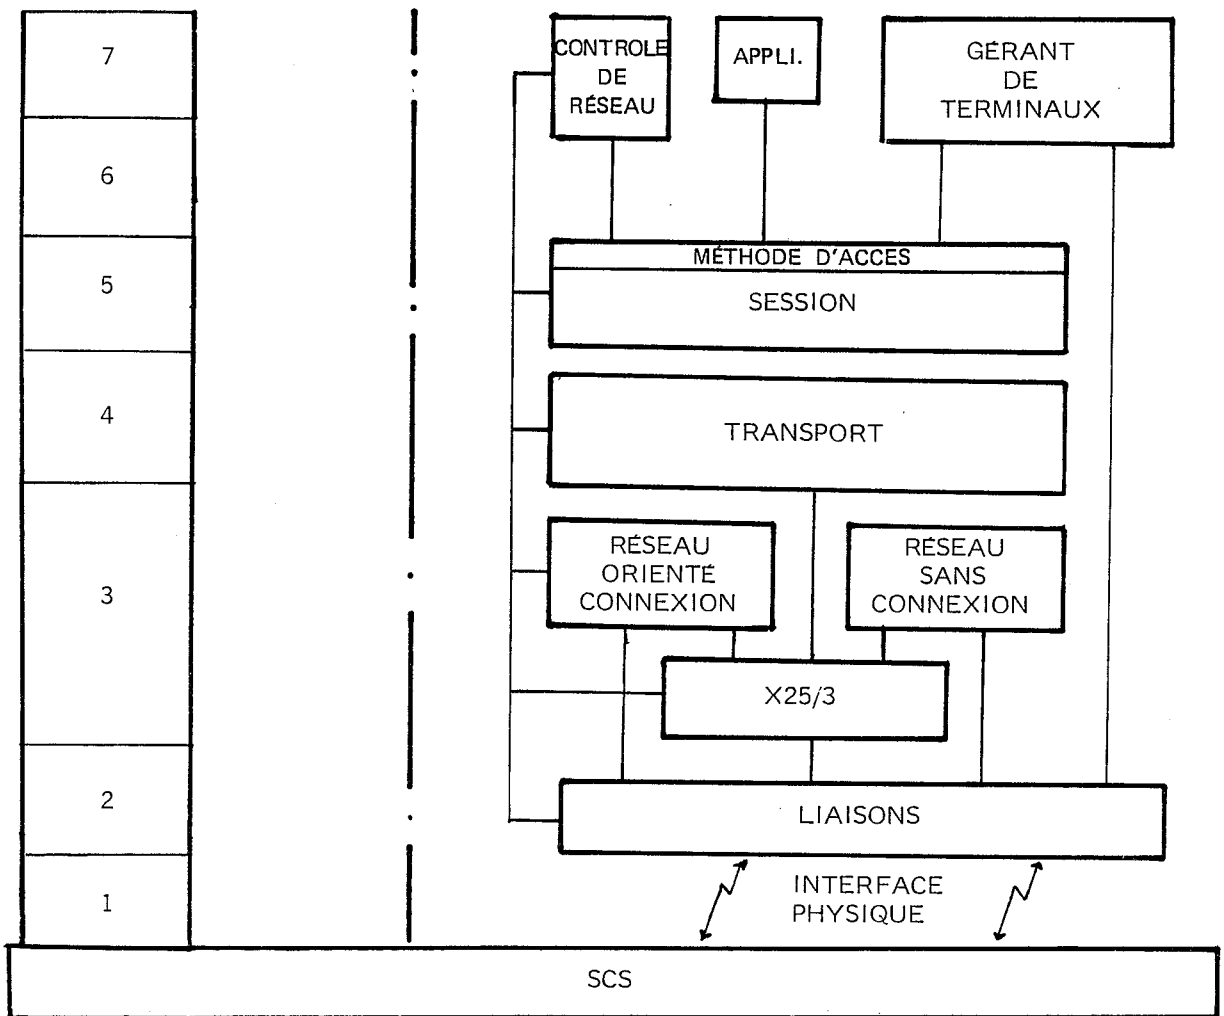 7
6
5
4
3
2
1
CONTROLE
DE
RÉSEAU
APPLI.
GÉRANT
DE
TERMINAUX
MÉTHODE D'ACCES
SESSION
TRANSPORT
RÉSEAU
ORIENTÉ
CONNEXION
RÉSEAU
SANS
CONNEXION
X25/3
LIAISONS
INTERFACE
PHYSIQUE
SCS